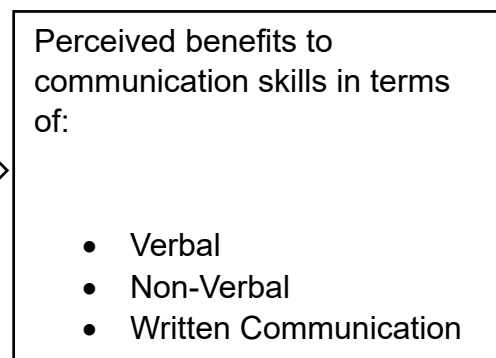 Perceived benefits to
communication skills in terms
of:
• Verbal
• Non-Verbal
• Written Communication